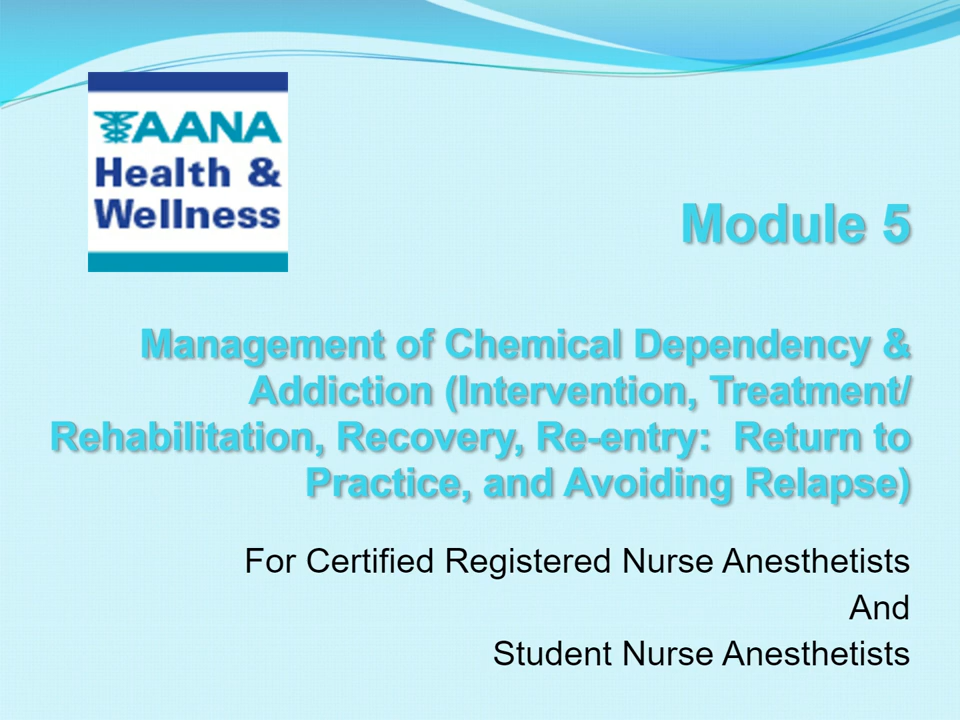 AANA
Health &
Wellness
Module 5
Management of Chemical Dependency &
Addiction (Intervention, Treatment/
Rehabilitation, Recovery, Re-entry:  Return to
Practice, and Avoiding Relapse)
For Certified Registered Nurse Anesthetists
And
Student Nurse Anesthetists